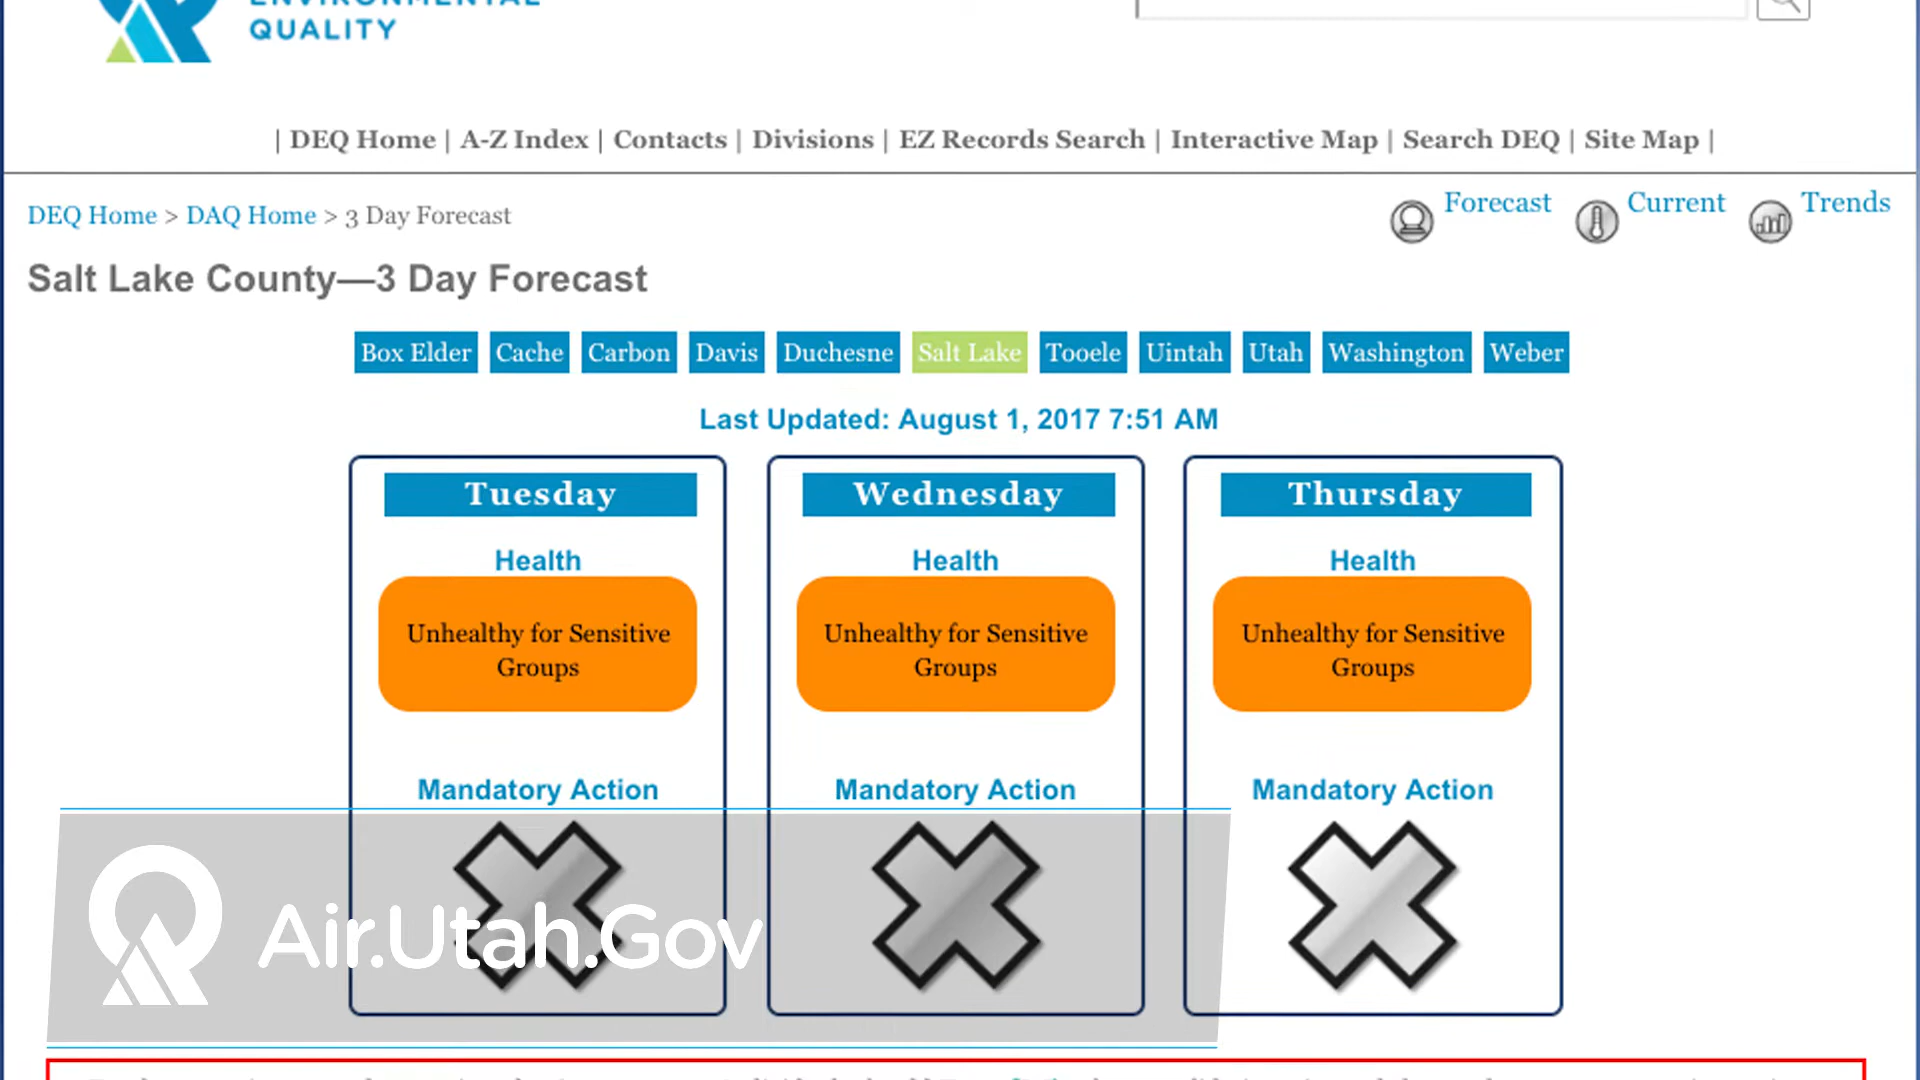 QUALITY
| DEQ Home | A-Z Index | Contacts | Divisions | EZ Records Search | Interactive Map | Search DEQ | Site Map |
DEQ Home > DAQ Home > 3 Day Forecast
Forecast Current Trends
Salt Lake County—3 Day Forecast
Box Elder Cache Carbon Davis Duchesne Salt Lake Tooele Uintah Utah Washington Weber
Last Updated: August 1, 2017 7:51 AM
Tuesday Wednesday Thursday
Health Health Health
Unhealthy for Sensitive Unhealthy for Sensitive Unhealthy for Sensitive
Groups Groups Groups
Mandatory Action Mandatory Action Mandatory Action
Air.Utah.Gov